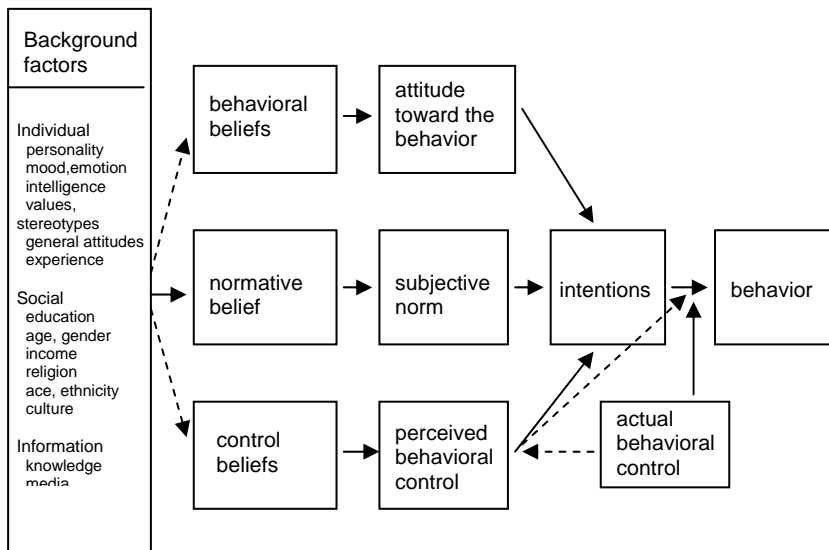 Background
factors
Individual
personality
mood,emotion
intelligence
values,
stereotypes
general attitudes
experience
Social
education
age, gender
income
religion
ace, ethnicity
culture
Information
knowledge
media
behavioral
beliefs
attitude
toward the
behavior
normative
belief
subjective
norm
intentions
behavior
control
beliefs
perceived
behavioral
control
actual
behavioral
control